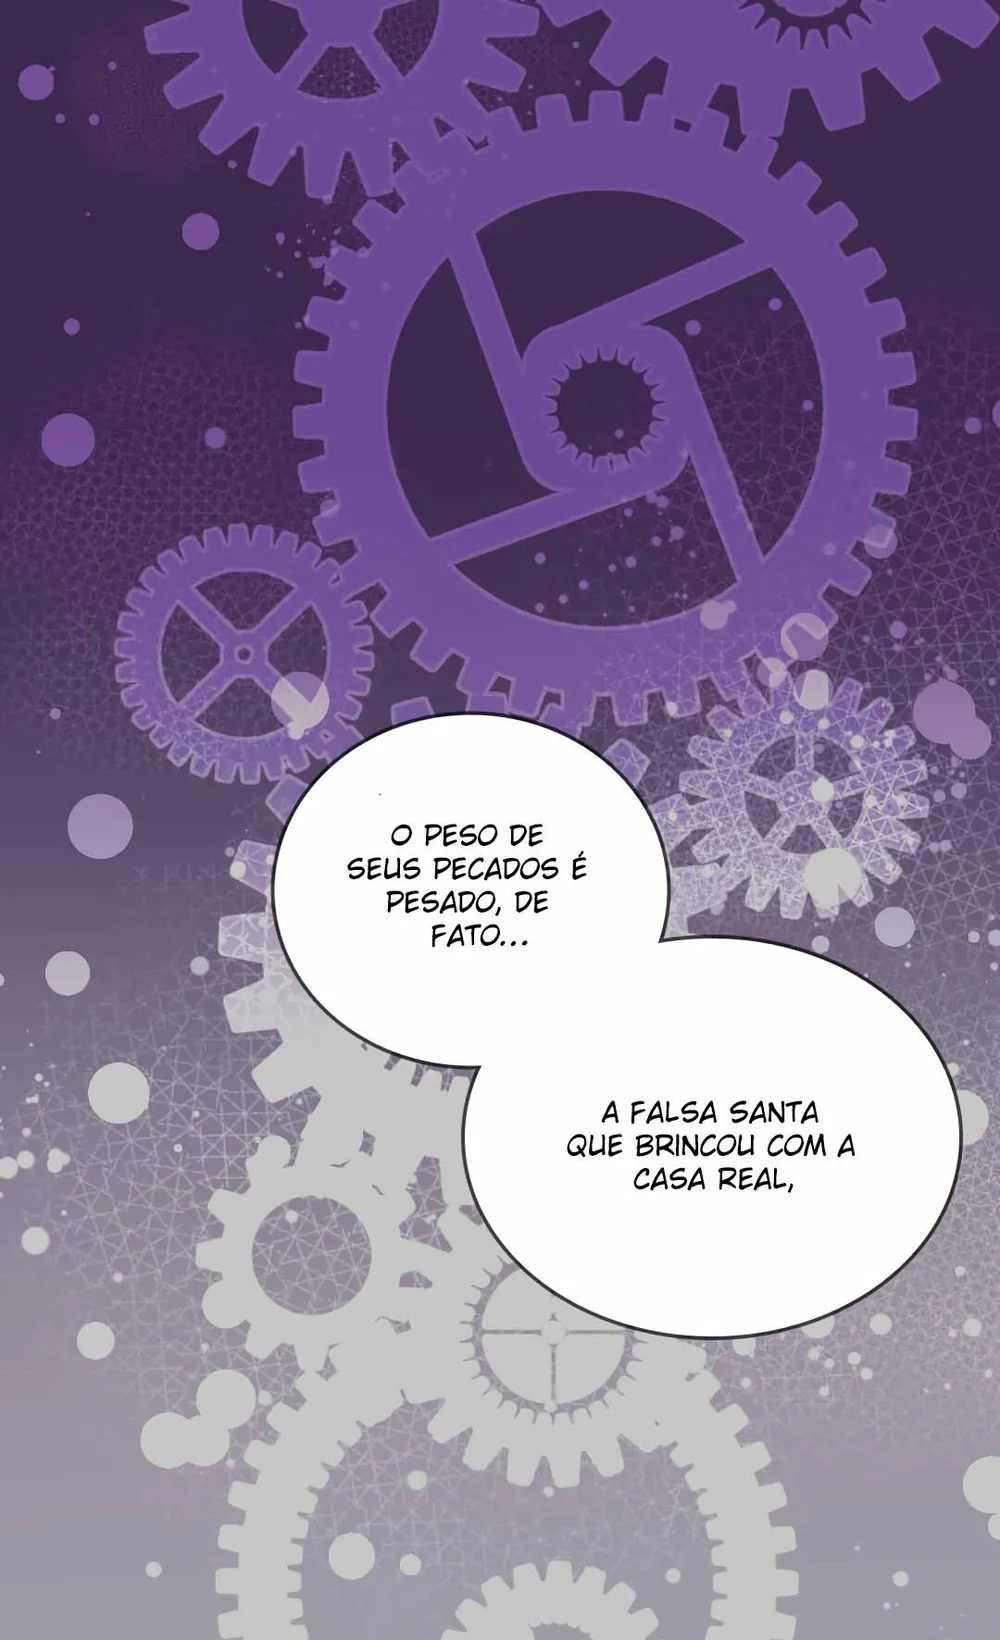 O PESO DE
SEUS PECADOS É
PESADO, DE
FATO...
A FALSA SANTA
QUE BRINCOU COM A
CASA REAL,